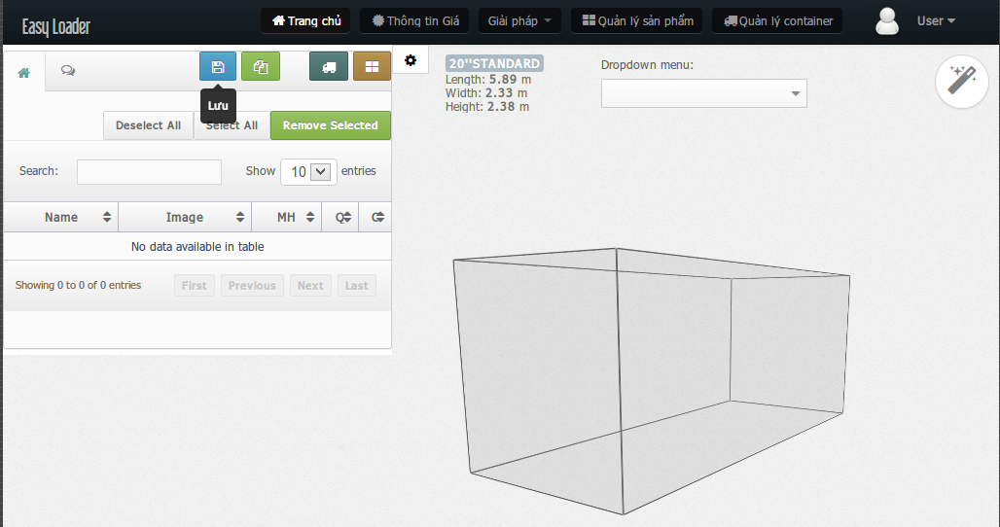 Easy Loader
Trang chủ
Thông tin Giá
Giải pháp
Quản lý sản phẩm
Quản lý container
User
Lưu
20''STANDARD
Length: 5.89 m
Width: 2.33 m
Height: 2.38 m
Dropdown menu:
Deselect All
Select All
Remove Selected
Search:
Show 10 entries
Name Image MH Q C
No data available in table
Showing 0 to 0 of 0 entries
First Previous Next Last